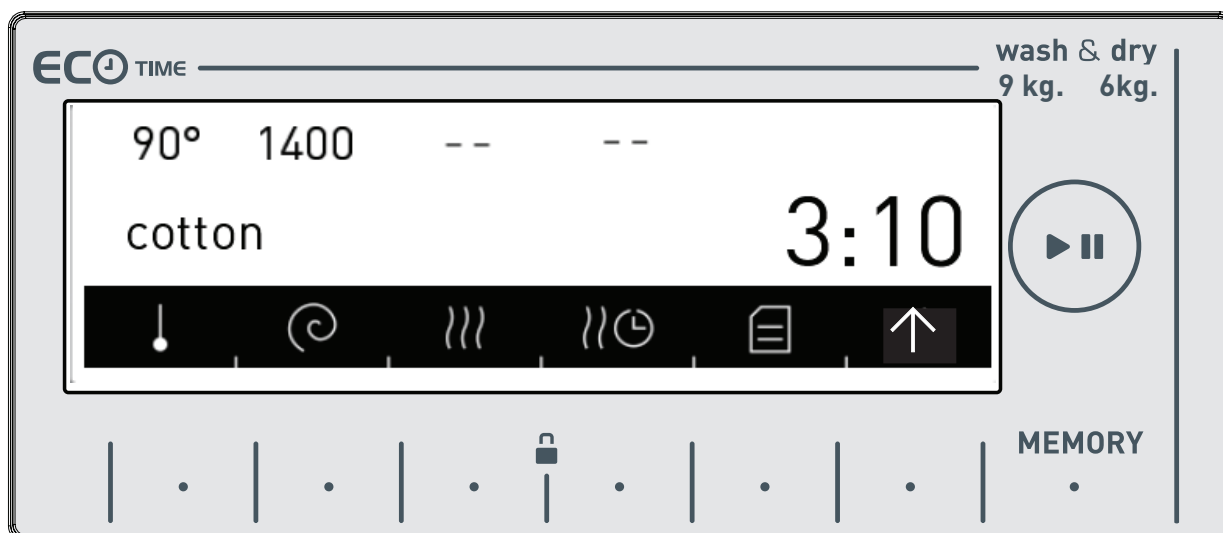 ECO TIME
wash & dry
9 kg. 6kg.
90° 1400 -- --
cotton
3:10
MEMORY